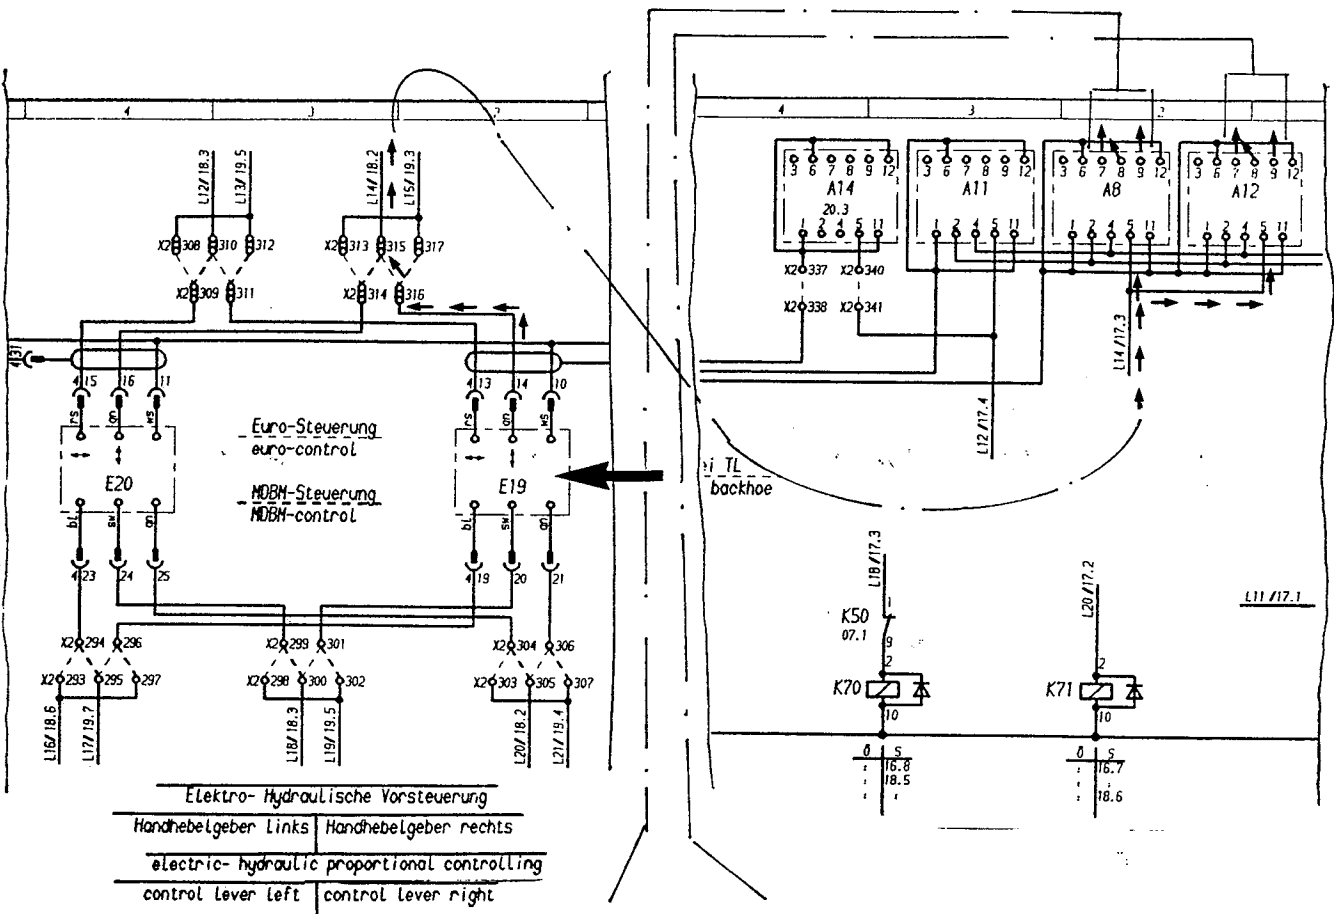 4 3 2
4 3 2
L12/18.3 L13/19.5 L14/18.2 L15/19.3
3 6 7 8 9 12 3 6 7 8 9 12 3 6 7 8 9 12 3 6 7 8 9 12
A14 A11 A8 A12
20.3
1 2 4 5 11 1 2 4 5 11 1 2 4 5 11 1 2 4 5 11
X2 308 310 312 X2 313 315 317
X2 309 311 X2 314 316
X2 337 X2 340
X2 338 X2 341
L14/17.3
L12/17.4
4 31
4 15 16 11 4 13 14 10
rs gn ws rs gn ws
Euro-Steuerung
euro-control
E20 E19
MDBM-Steuerung
MDBM-control
ei TL
backhoe
bl ws gn bl ws gn
4 23 24 25 4 19 20 21
X2 294 296 X2 299 301 X2 304 306
X2 293 295 297 X2 298 300 302 X2 303 305 307
L16/18.6 L17/19.7 L18/18.3 L19/19.5 L20/18.2 L21/19.4
L18/17.3 L20/17.2
L11/17.1
K50
07.1
1
9
2 2
K70 K71
10 10
Ö S Ö S
16.8 16.7
18.5 18.6
Elektro- Hydraulische Vorsteuerung
Handhebelgeber links Handhebelgeber rechts
electric- hydraulic proportional controlling
control lever left control lever right